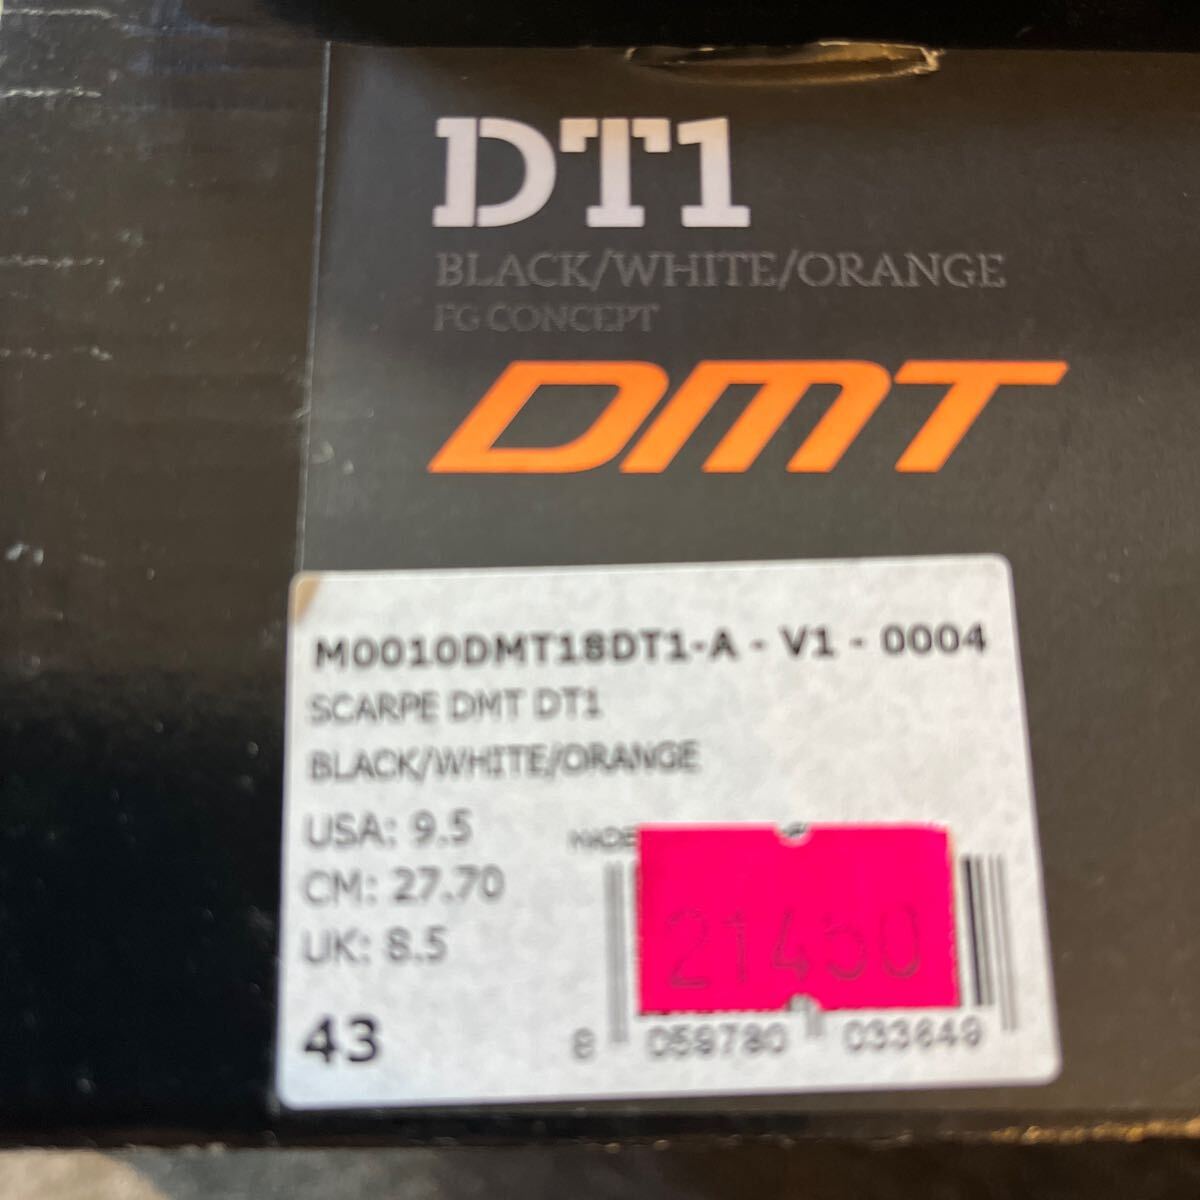 DT1
BLACK/WHITE/ORANGE
FG CONCEPT
DMT
M0010DMT18DT1-A - V1 - 0004
SCARPE DMT DT1
BLACK/WHITE/ORANGE
USA: 9.5
CM: 27.70
UK: 8.5
43
21450
8 059780 033649